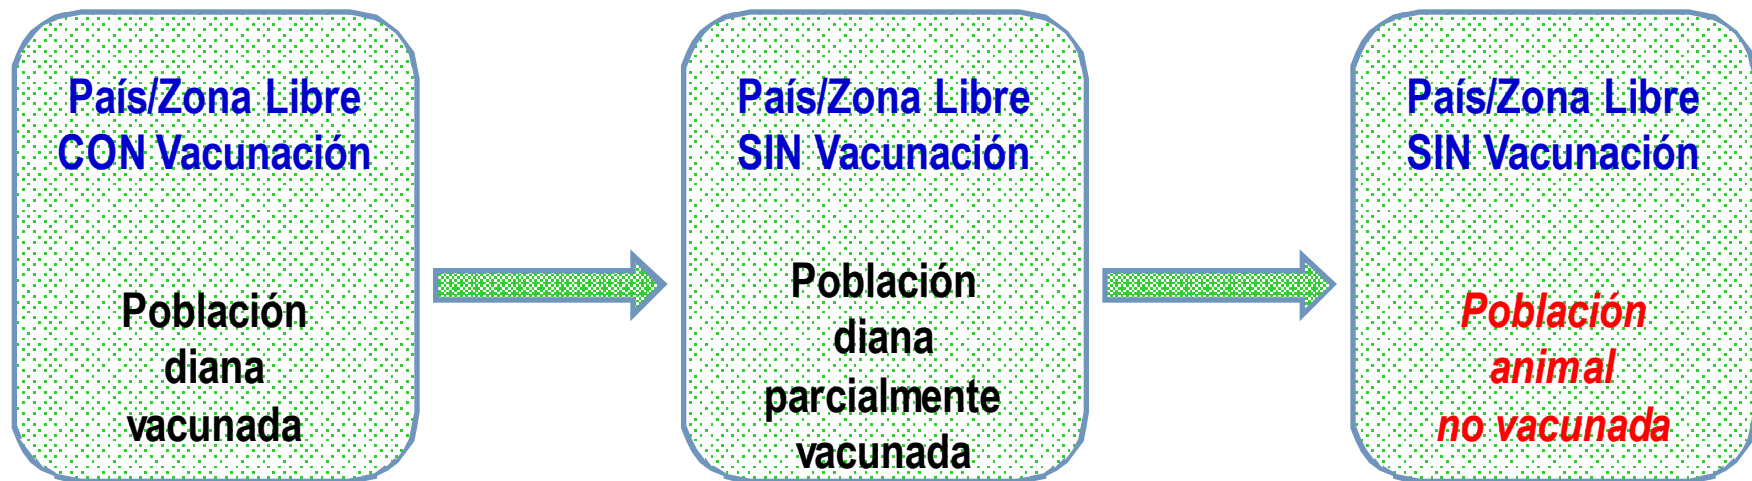 País/Zona Libre
CON Vacunación
Población
diana
vacunada
País/Zona Libre
SIN Vacunación
Población
diana
parcialmente
vacunada
País/Zona Libre
SIN Vacunación
Población
animal
no vacunada